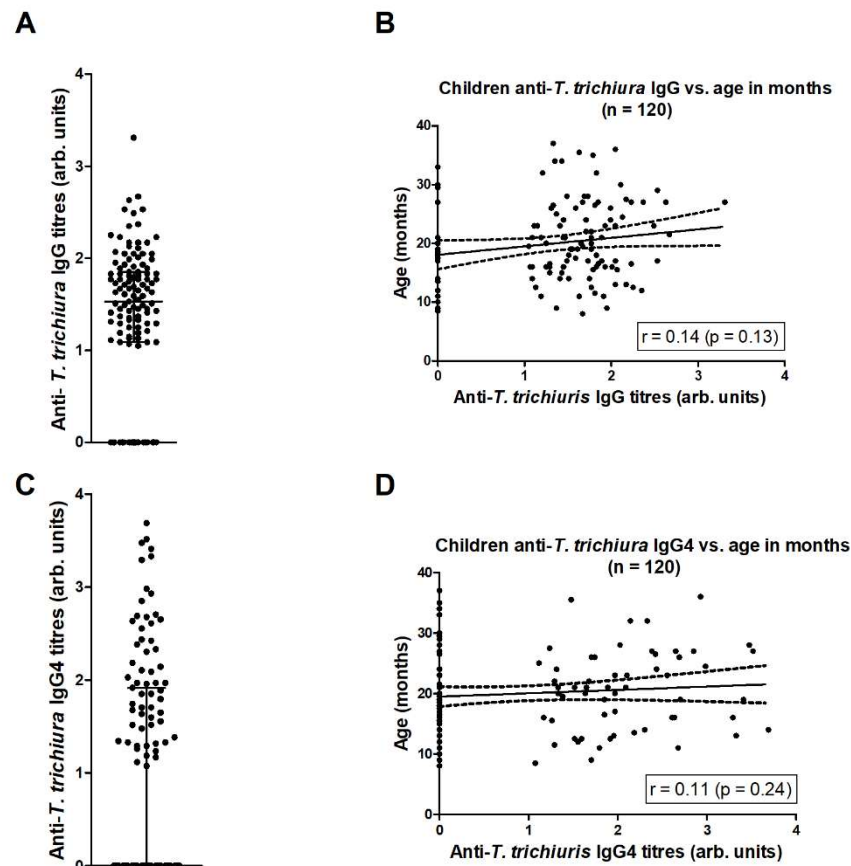 A
Anti- T. trichiura IgG titres (arb. units)
4
3
2
1
0
B
Children anti-T. trichiura IgG vs. age in months
(n = 120)
Age (months)
40
30
20
10
0
r = 0.14 (p = 0.13)
0 1 2 3 4
Anti-T. trichiuris IgG titres (arb. units)
C
Anti-T. trichiura IgG4 titres (arb. units)
4
3
2
1
0
D
Children anti-T. trichiura IgG4 vs. age in months
(n = 120)
Age (months)
40
30
20
10
0
r = 0.11 (p = 0.24)
0 1 2 3 4
Anti-T. trichiuris IgG4 titres (arb. units)